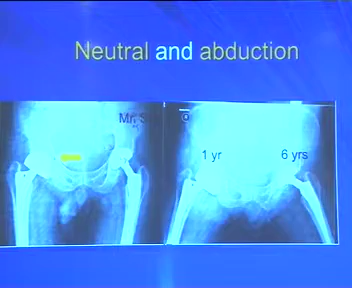 Neutral and abduction
Mr. S
1 yr
6 yrs